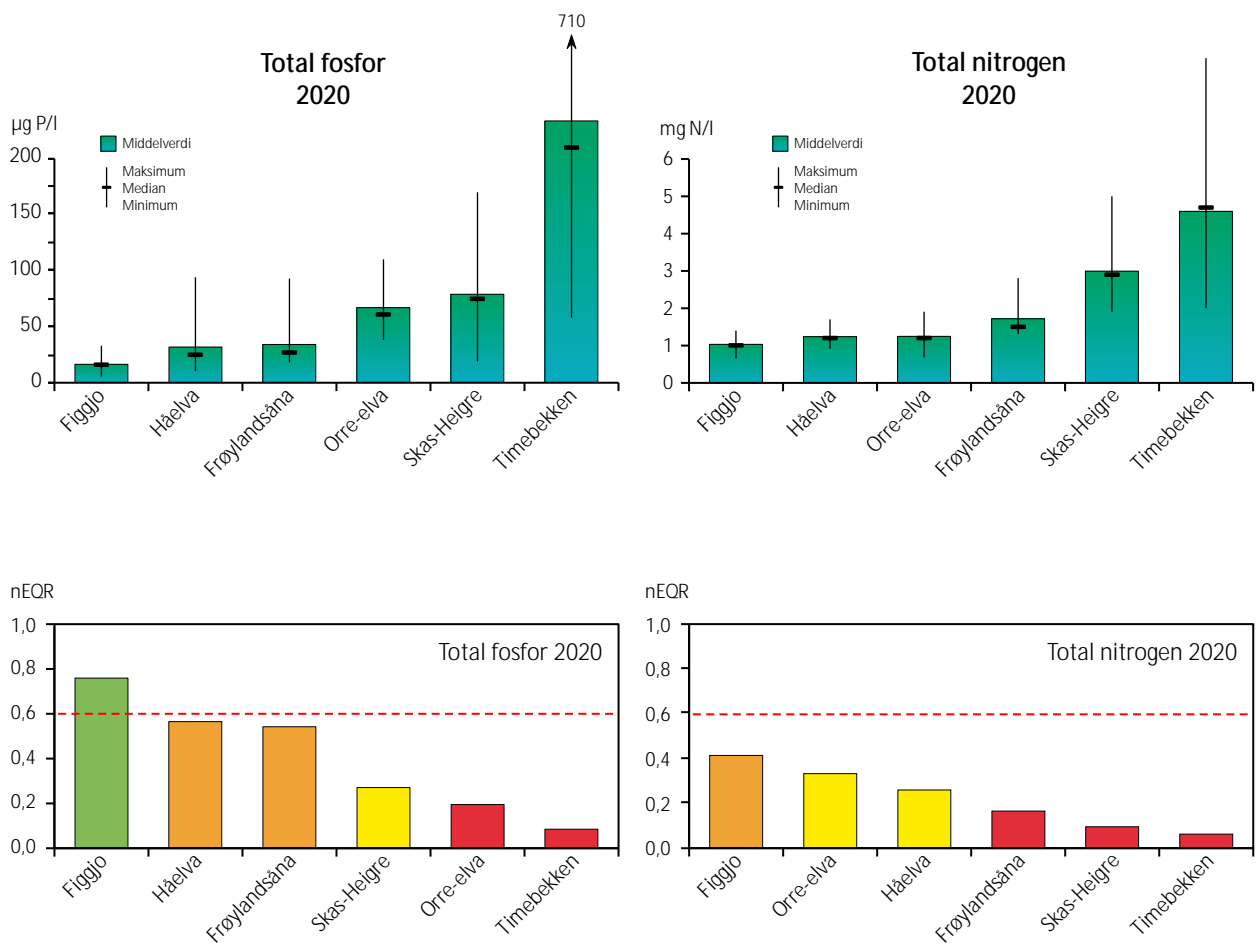 710
Total fosfor
2020
µg P/l
Middelverdi
Maksimum
Median
Minimum
200
150
100
50
0
Figgjo
Håelva
Frøylandsåna
Orre-elva
Skas-Heigre
Timebekken
Total nitrogen
2020
mg N/l
Middelverdi
Maksimum
Median
Minimum
6
5
4
3
2
1
0
Figgjo
Håelva
Orre-elva
Frøylandsåna
Skas-Heigre
Timebekken
nEQR
Total fosfor 2020
1,0
0,8
0,6
0,4
0,2
0,0
Figgjo
Håelva
Frøylandsåna
Skas-Heigre
Orre-elva
Timebekken
nEQR
Total nitrogen 2020
1,0
0,8
0,6
0,4
0,2
0,0
Figgjo
Orre-elva
Håelva
Frøylandsåna
Skas-Heigre
Timebekken